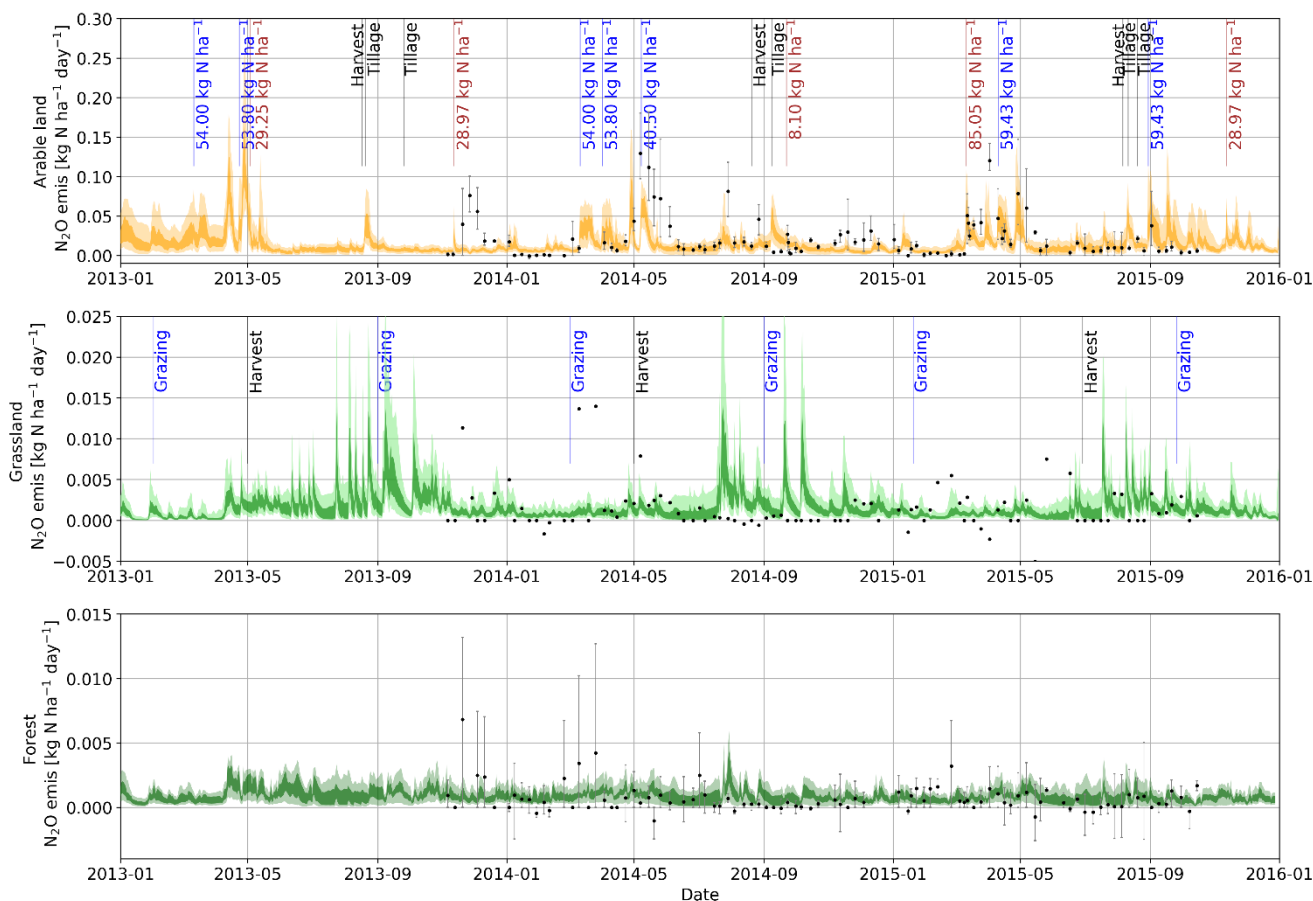 Arable land
N₂O emis [kg N ha⁻¹ day⁻¹]
0.30
0.25
0.20
0.15
0.10
0.05
0.00
54.00 kg N ha⁻¹
53.80 kg N ha⁻¹
29.25 kg N ha⁻¹
Harvest
Tillage
Tillage
28.97 kg N ha⁻¹
54.00 kg N ha⁻¹
53.80 kg N ha⁻¹
40.50 kg N ha⁻¹
Harvest
Tillage
8.10 kg N ha⁻¹
85.05 kg N ha⁻¹
59.43 kg N ha⁻¹
Harvest
Tillage
Tillage
59.43 kg N ha⁻¹
28.97 kg N ha⁻¹
2013-01 2013-05 2013-09 2014-01 2014-05 2014-09 2015-01 2015-05 2015-09 2016-01
Grassland
N₂O emis [kg N ha⁻¹ day⁻¹]
0.025
0.020
0.015
0.010
0.005
0.000
−0.005
Grazing
Harvest
Grazing
Grazing
Harvest
Grazing
Grazing
Harvest
Grazing
2013-01 2013-05 2013-09 2014-01 2014-05 2014-09 2015-01 2015-05 2015-09 2016-01
Forest
N₂O emis [kg N ha⁻¹ day⁻¹]
0.015
0.010
0.005
0.000
2013-01 2013-05 2013-09 2014-01 2014-05 2014-09 2015-01 2015-05 2015-09 2016-01
Date